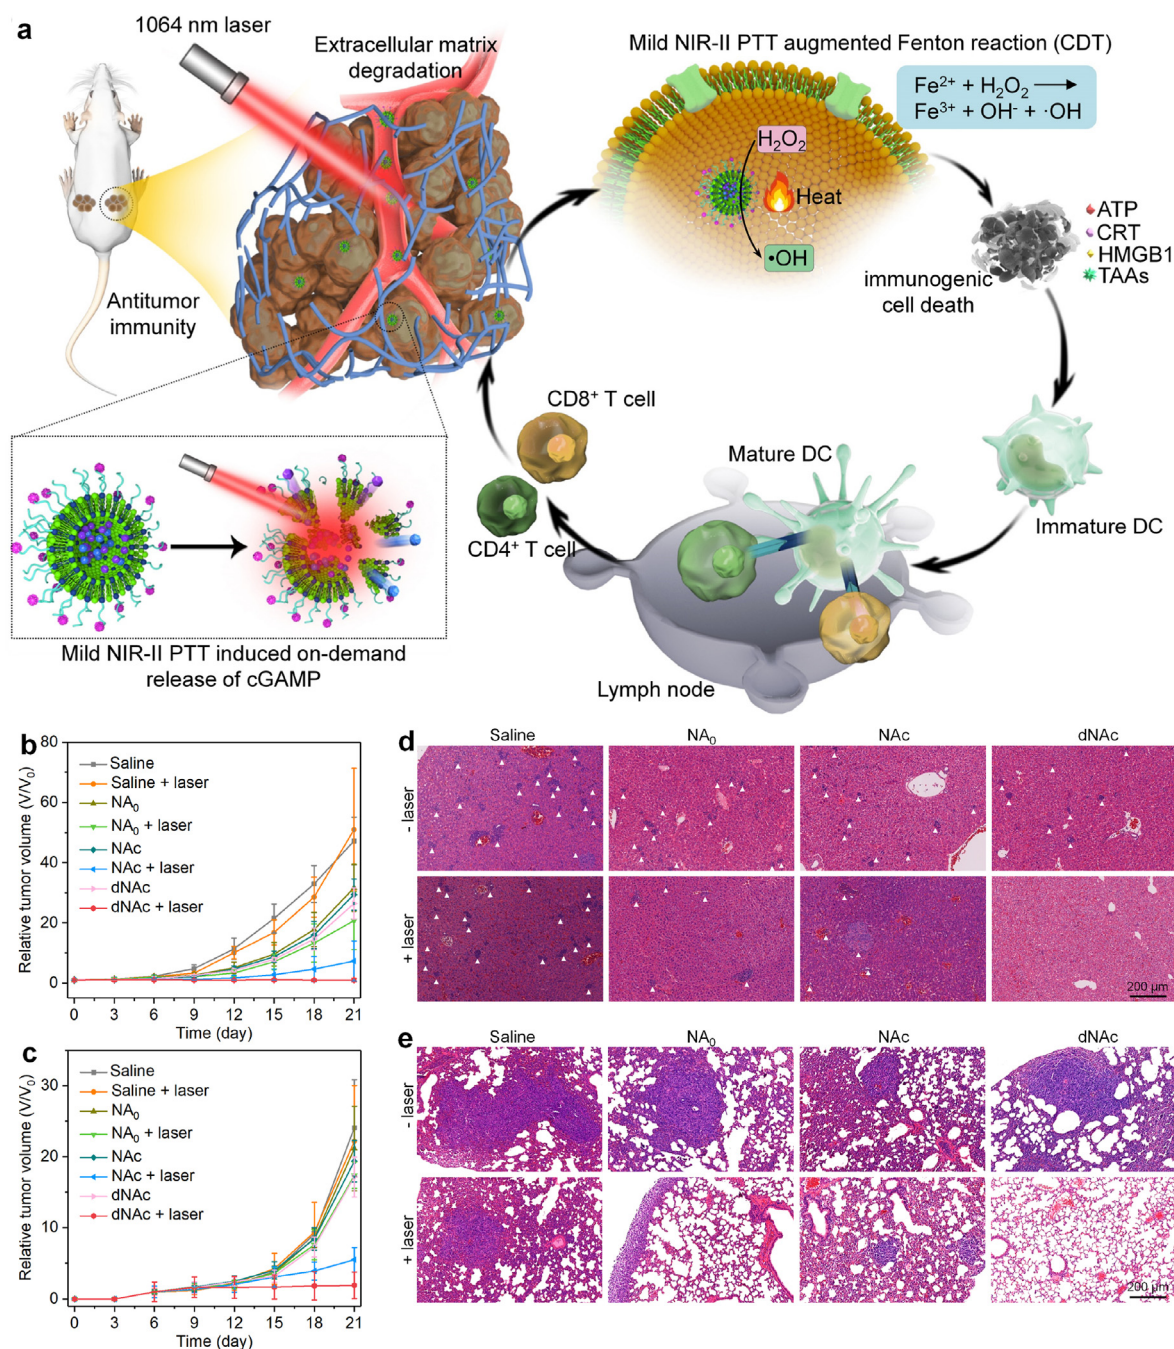 a
1064 nm laser
Extracellular matrix
degradation
Mild NIR-II PTT augmented Fenton reaction (CDT)
Fe²⁺ + H₂O₂ ⟶
Fe³⁺ + OH⁻ + ·OH
H₂O₂
Heat
•OH
ATP
CRT
HMGB1
TAAs
immunogenic
cell death
Antitumor
immunity
CD8⁺ T cell
Mature DC
Immature DC
CD4⁺ T cell
Lymph node
Mild NIR-II PTT induced on-demand
release of cGAMP
b
Relative tumor volume (V/V₀)
80
60
40
20
0
Saline
Saline + laser
NA₀
NA₀ + laser
NAc
NAc + laser
dNAc
dNAc + laser
0 3 6 9 12 15 18 21
Time (day)
c
Relative tumor volume (V/V₀)
30
20
10
0
Saline
Saline + laser
NA₀
NA₀ + laser
NAc
NAc + laser
dNAc
dNAc + laser
0 3 6 9 12 15 18 21
Time (day)
d
Saline NA₀ NAc dNAc
- laser
+ laser
200 µm
e
Saline NA₀ NAc dNAc
- laser
+ laser
200 µm